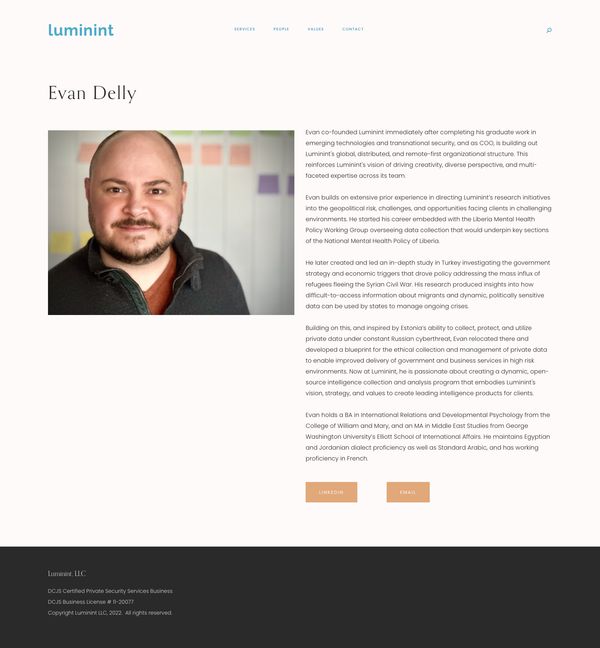 luminint
SERVICES
PEOPLE
VALUES
CONTACT
Evan Delly
Evan co-founded Luminint immediately after completing his graduate work in
emerging technologies and transnational security, and as COO, is building out
Luminint's global, distributed, and remote-first organizational structure. This
reinforces Luminint's vision of driving creativity, diverse perspective, and multi-
faceted expertise across its team.
Evan builds on extensive prior experience in directing Luminint's research initiatives
into the geopolitical risk, challenges, and opportunities facing clients in challenging
environments. He started his career embedded with the Liberia Mental Health
Policy Working Group overseeing data collection that would underpin key sections
of the National Mental Health Policy of Liberia.
He later created and led an in-depth study in Turkey investigating the government
strategy and economic triggers that drove policy addressing the mass influx of
refugees fleeing the Syrian Civil War. His research produced insights into how
difficult-to-access information about migrants and dynamic, politically sensitive
data can be used by states to manage ongoing crises.
Building on this, and inspired by Estonia's ability to collect, protect, and utilize
private data under constant Russian cyberthreat, Evan relocated there and
developed a blueprint for the ethical collection and management of private data
to enable improved delivery of government and business services in high risk
environments. Now at Luminint, he is passionate about creating a dynamic, open-
source intelligence collection and analysis program that embodies Luminint's
vision, strategy, and values to create leading intelligence products for clients.
Evan holds a BA in International Relations and Developmental Psychology from the
College of William and Mary, and an MA in Middle East Studies from George
Washington University's Elliott School of International Affairs. He maintains Egyptian
and Jordanian dialect proficiency as well as Standard Arabic, and has working
proficiency in French.
LINKEDIN
EMAIL
Luminint, LLC
DCJS Certified Private Security Services Business
DCJS Business License # 11-20077
Copyright Luminint LLC, 2022. All rights reserved.